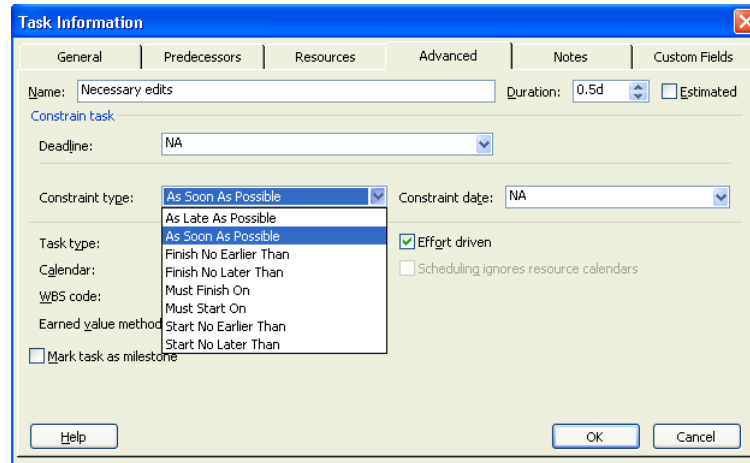 Task Information
General Predecessors Resources Advanced Notes Custom Fields
Name: Necessary edits Duration: 0.5d Estimated
Constrain task
Deadline: NA
Constraint type: As Soon As Possible Constraint date: NA
As Late As Possible
As Soon As Possible
Finish No Earlier Than
Finish No Later Than
Must Finish On
Must Start On
Start No Earlier Than
Start No Later Than
Task type: Effort driven
Calendar: Scheduling ignores resource calendars
WBS code:
Earned value method
Mark task as milestone
Help OK Cancel